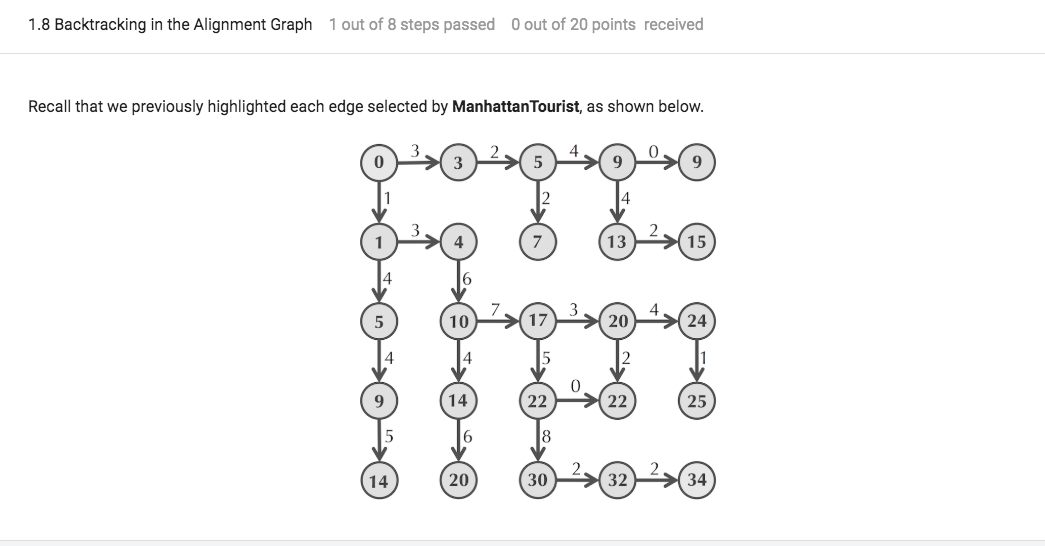 1.8 Backtracking in the Alignment Graph 1 out of 8 steps passed 0 out of 20 points received
Recall that we previously highlighted each edge selected by ManhattanTourist, as shown below.
0 3 3 2 5 4 9 0 9
1 2 4
1 3 4 7 13 2 15
4 6
5 10 7 17 3 20 4 24
4 4 5 2 1
9 14 22 0 22 25
5 6 8
14 20 30 2 32 2 34